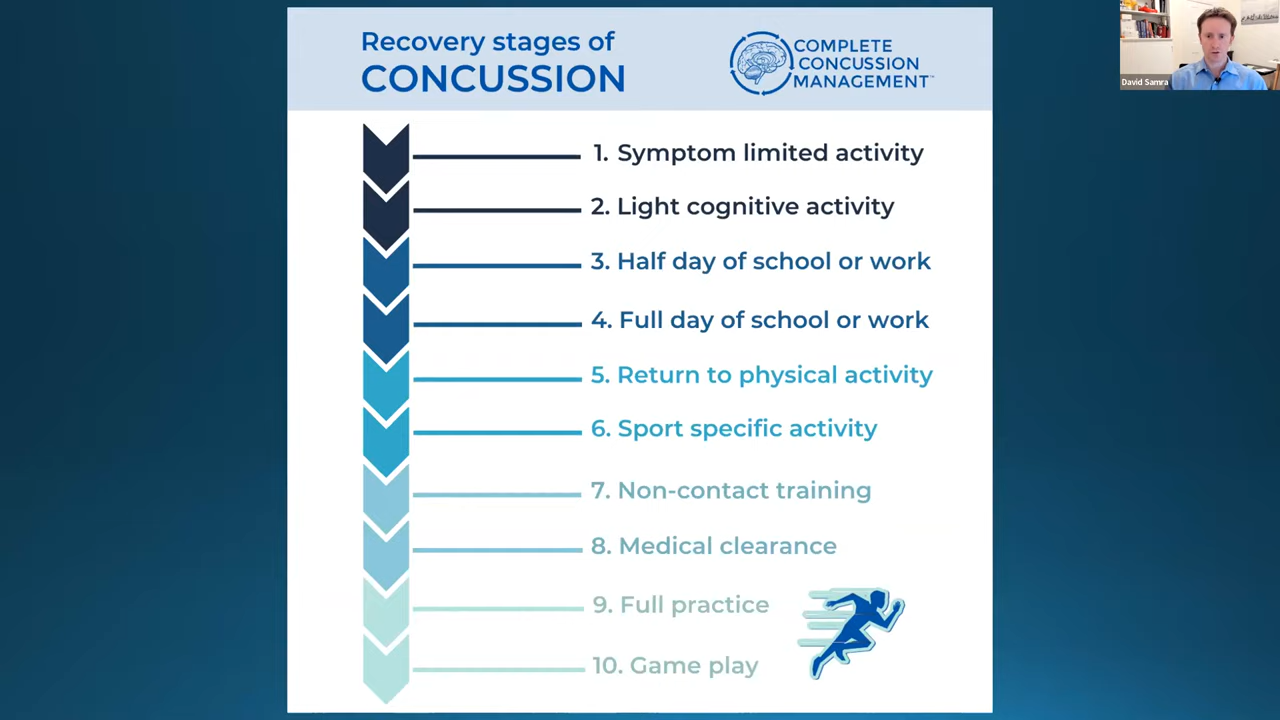 Recovery stages of
CONCUSSION
COMPLETE
CONCUSSION
MANAGEMENT™
David Samra
1. Symptom limited activity
2. Light cognitive activity
3. Half day of school or work
4. Full day of school or work
5. Return to physical activity
6. Sport specific activity
7. Non-contact training
8. Medical clearance
9. Full practice
10. Game play